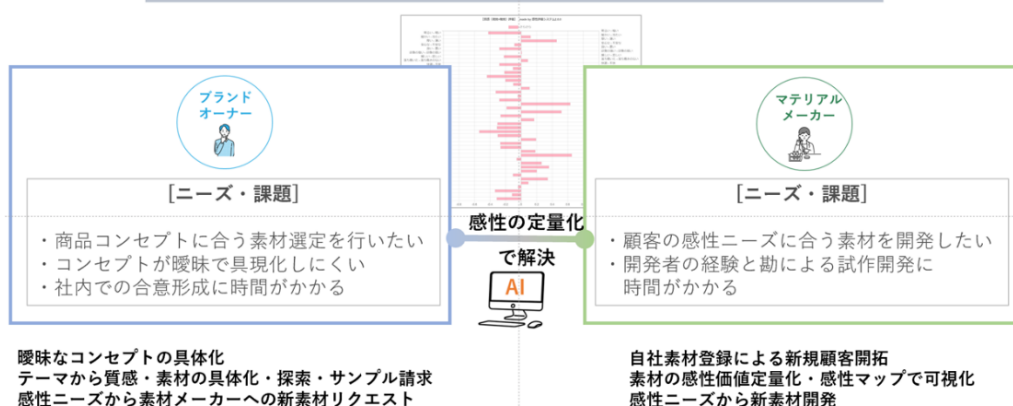 ブランド
オーナー
[ニーズ・課題]
・商品コンセプトに合う素材選定を行いたい
・コンセプトが曖昧で具現化しにくい
・社内での合意形成に時間がかかる
感性の定量化
で解決
AI
マテリアル
メーカー
[ニーズ・課題]
・顧客の感性ニーズに合う素材を開発したい
・開発者の経験と勘による試作開発に
時間がかかる
曖昧なコンセプトの具体化
テーマから質感・素材の具体化・探索・サンプル請求
感性ニーズから素材メーカーへの新素材リクエスト
自社素材登録による新規顧客開拓
素材の感性価値定量化・感性マップで可視化
感性ニーズから新素材開発